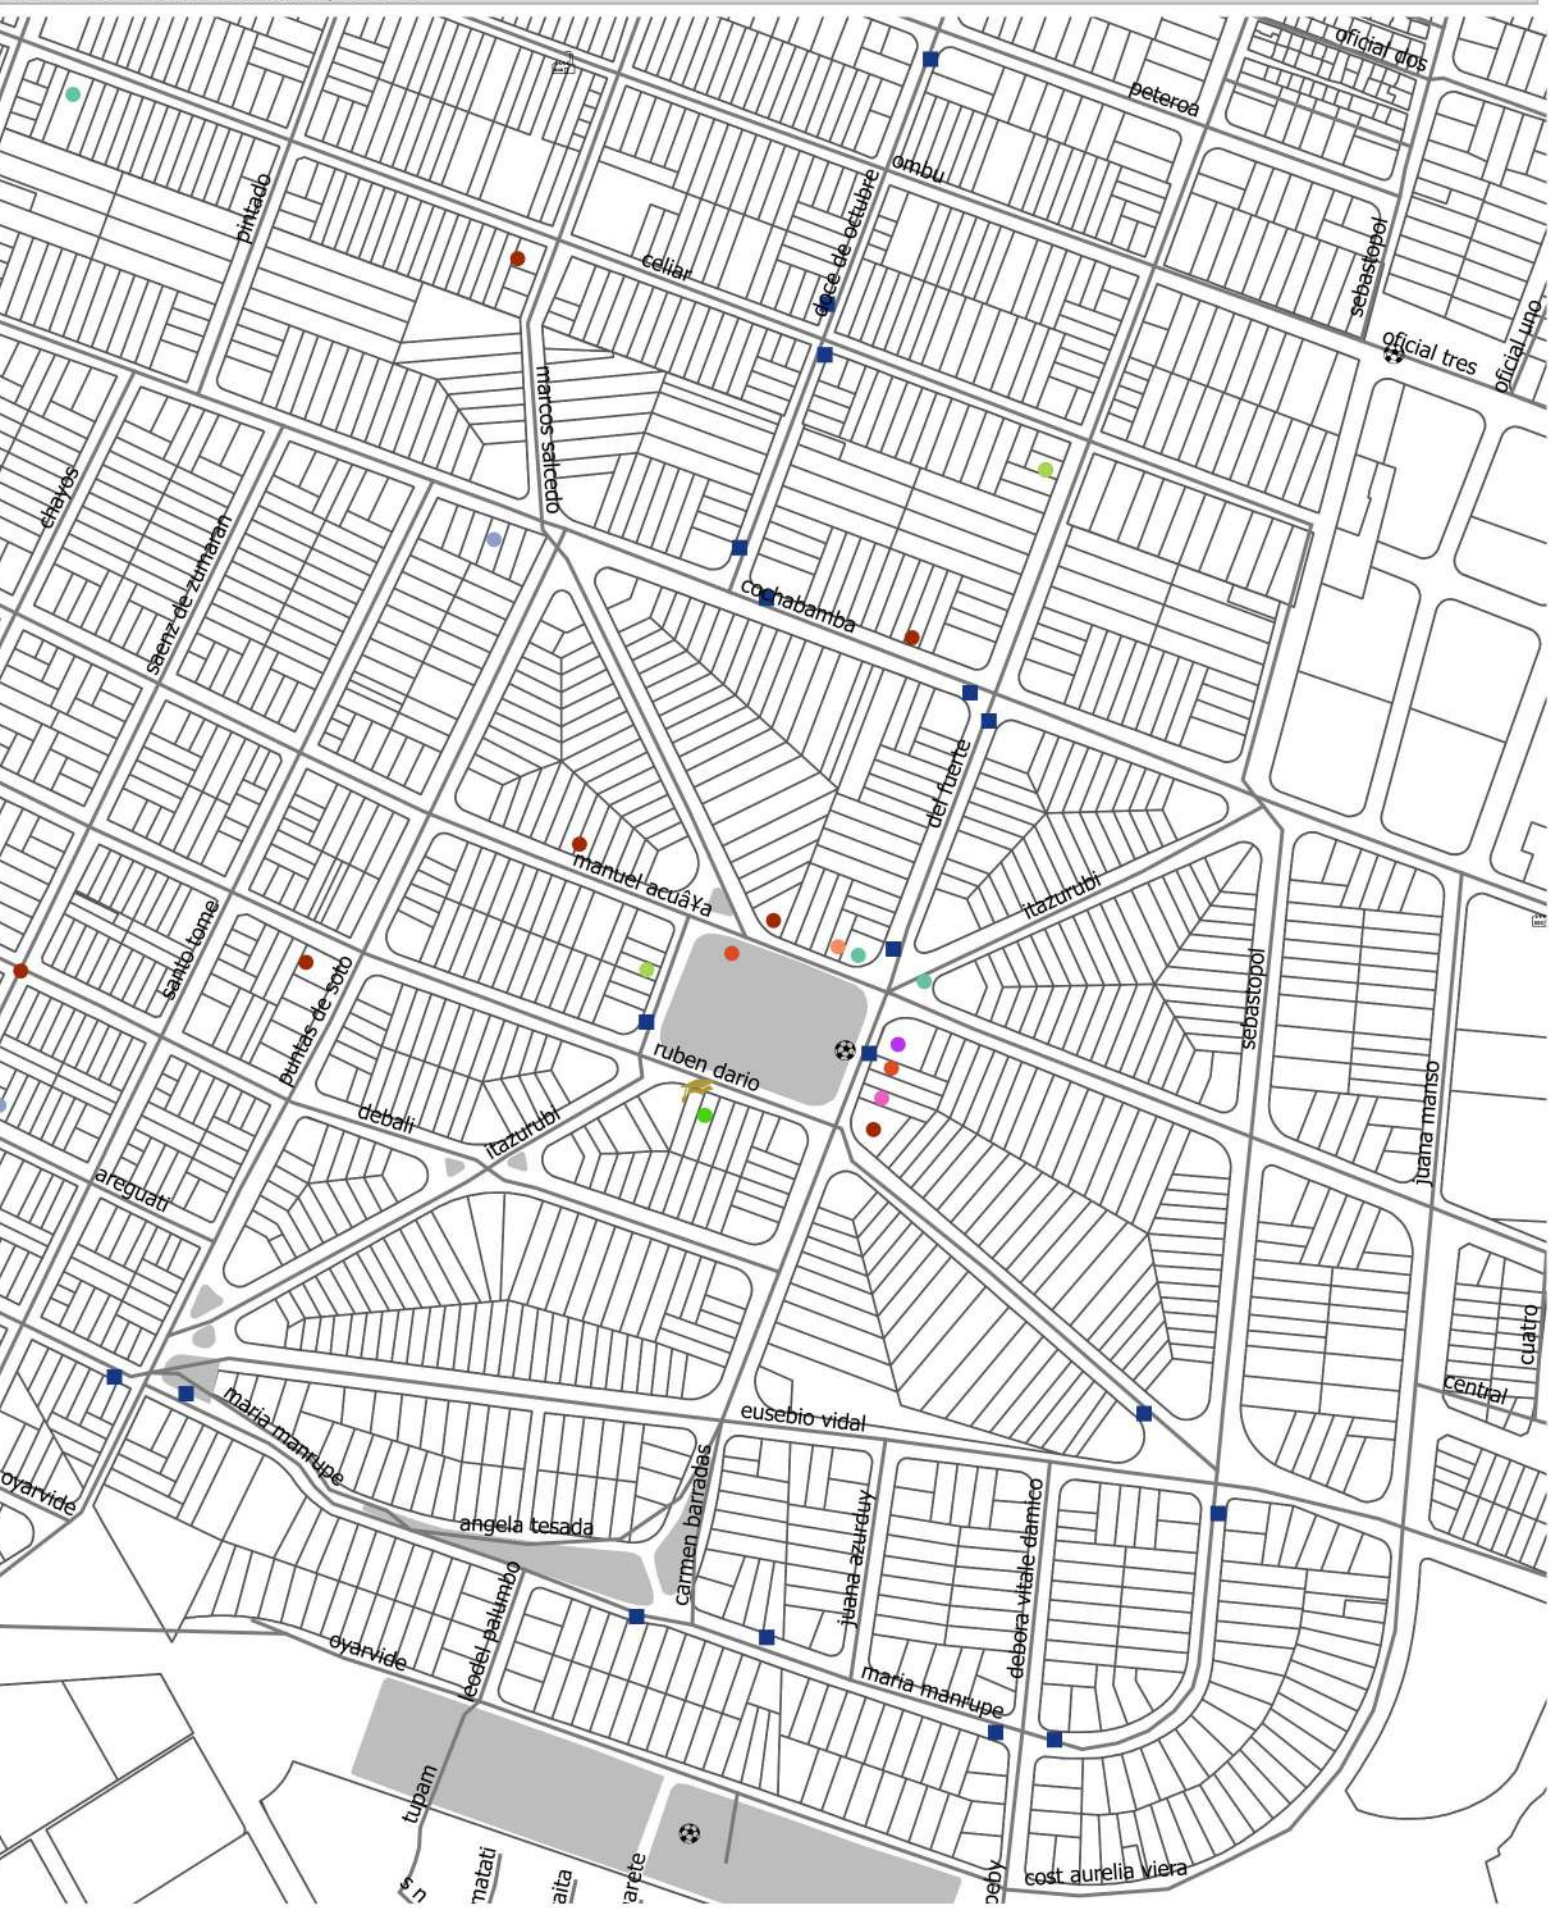 oficial dos
peteroa
ombu
pintado
doce de octubre
celiar
sebastopol
oficial uno
oficial tres
marcos salcedo
chayos
saenz de zumaran
cochabamba
del fuerte
manuel acuâ¥a
itazurubi
santo tome
puntas de soto
sebastopol
ruben dario
juana manso
debali
itazurubi
areguati
cuatro
central
maria manrupe
eusebio vidal
oyarvide
carmen barradas
angela tesada
juana azurduy
debora vitale damico
leodel palumbo
oyarvide
maria manrupe
tupam
matati
aita
arete
peby
cost aurelia viera
s n